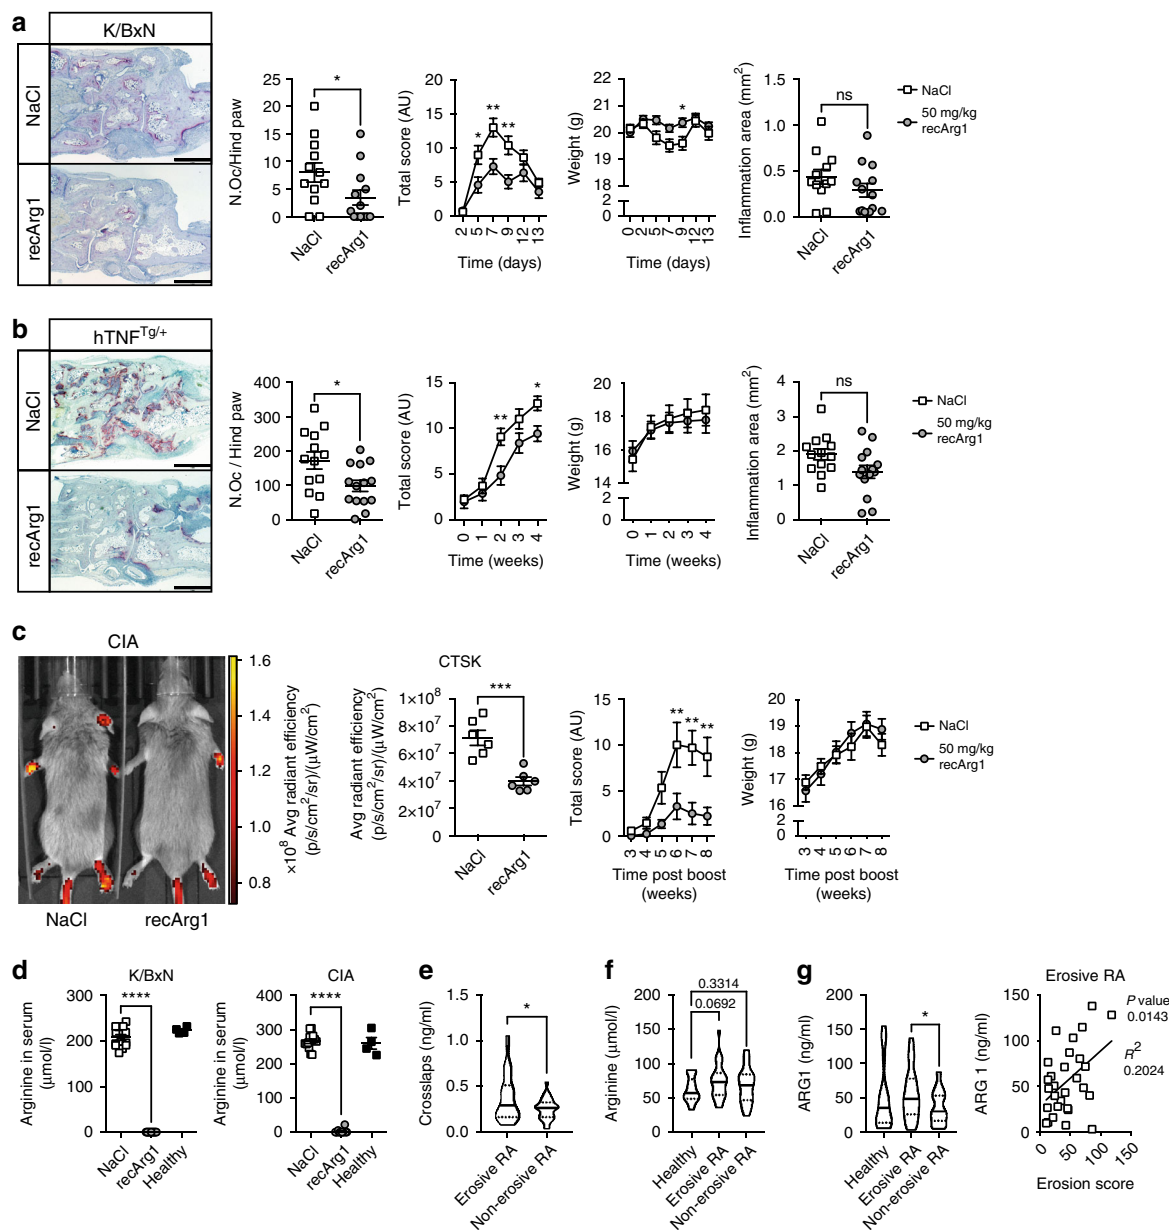 a
K/BxN
NaCl
recArg1
N.Oc/Hind paw
25
20
15
10
5
0
*
NaCl
recArg1
Total score (AU)
20
15
10
5
0
* ** **
2 5 7 9 12 13
Time (days)
Weight (g)
22
21
20
19
18
2
0
*
0 2 5 7 9 12 13
Time (days)
Inflammation area (mm2)
1.5
1.0
0.5
0.0
ns
NaCl
recArg1
NaCl
50 mg/kg
recArg1
b
hTNFTg/+
NaCl
recArg1
N.Oc / Hind paw
400
300
200
100
0
*
NaCl
recArg1
Total score (AU)
15
10
5
0
** *
0 1 2 3 4
Time (weeks)
Weight (g)
20
18
16
14
2
0
0 1 2 3 4
Time (weeks)
Inflammation area (mm2)
4
3
2
1
0
ns
NaCl
recArg1
NaCl
50 mg/kg
recArg1
c
CIA
NaCl
recArg1
1.6
1.4
1.2
1.0
0.8
×10⁸ Avg radiant efficiency
(p/s/cm2/sr)/(μW/cm2)
CTSK
Avg radiant efficiency
(p/s/cm2/sr)/(μW/cm2)
1×10⁸
8×10⁷
6×10⁷
4×10⁷
2×10⁷
0
***
NaCl
recArg1
Total score (AU)
15
10
5
0
** ** **
3 4 5 6 7 8
Time post boost
(weeks)
Weight (g)
20
19
18
17
16
2
0
3 4 5 6 7 8
Time post boost
(weeks)
NaCl
50 mg/kg
recArg1
d
K/BxN
Arginine in serum
(μmol/l)
300
200
100
0
****
NaCl
recArg1
Healthy
CIA
Arginine in serum
(μmol/l)
400
300
200
100
0
****
NaCl
recArg1
Healthy
e
Crosslaps (ng/ml)
1.5
1.0
0.5
0.0
*
Erosive RA
Non-erosive RA
f
Arginine (μmol/l)
200
150
100
50
0
0.3314
0.0692
Healthy
Erosive RA
Non-erosive RA
g
ARG1 (ng/ml)
200
150
100
50
0
*
Healthy
Erosive RA
Non-erosive RA
Erosive RA
ARG 1 (ng/ml)
150
100
50
0
P value
0.0143
R2
0.2024
0 50 100 150
Erosion score